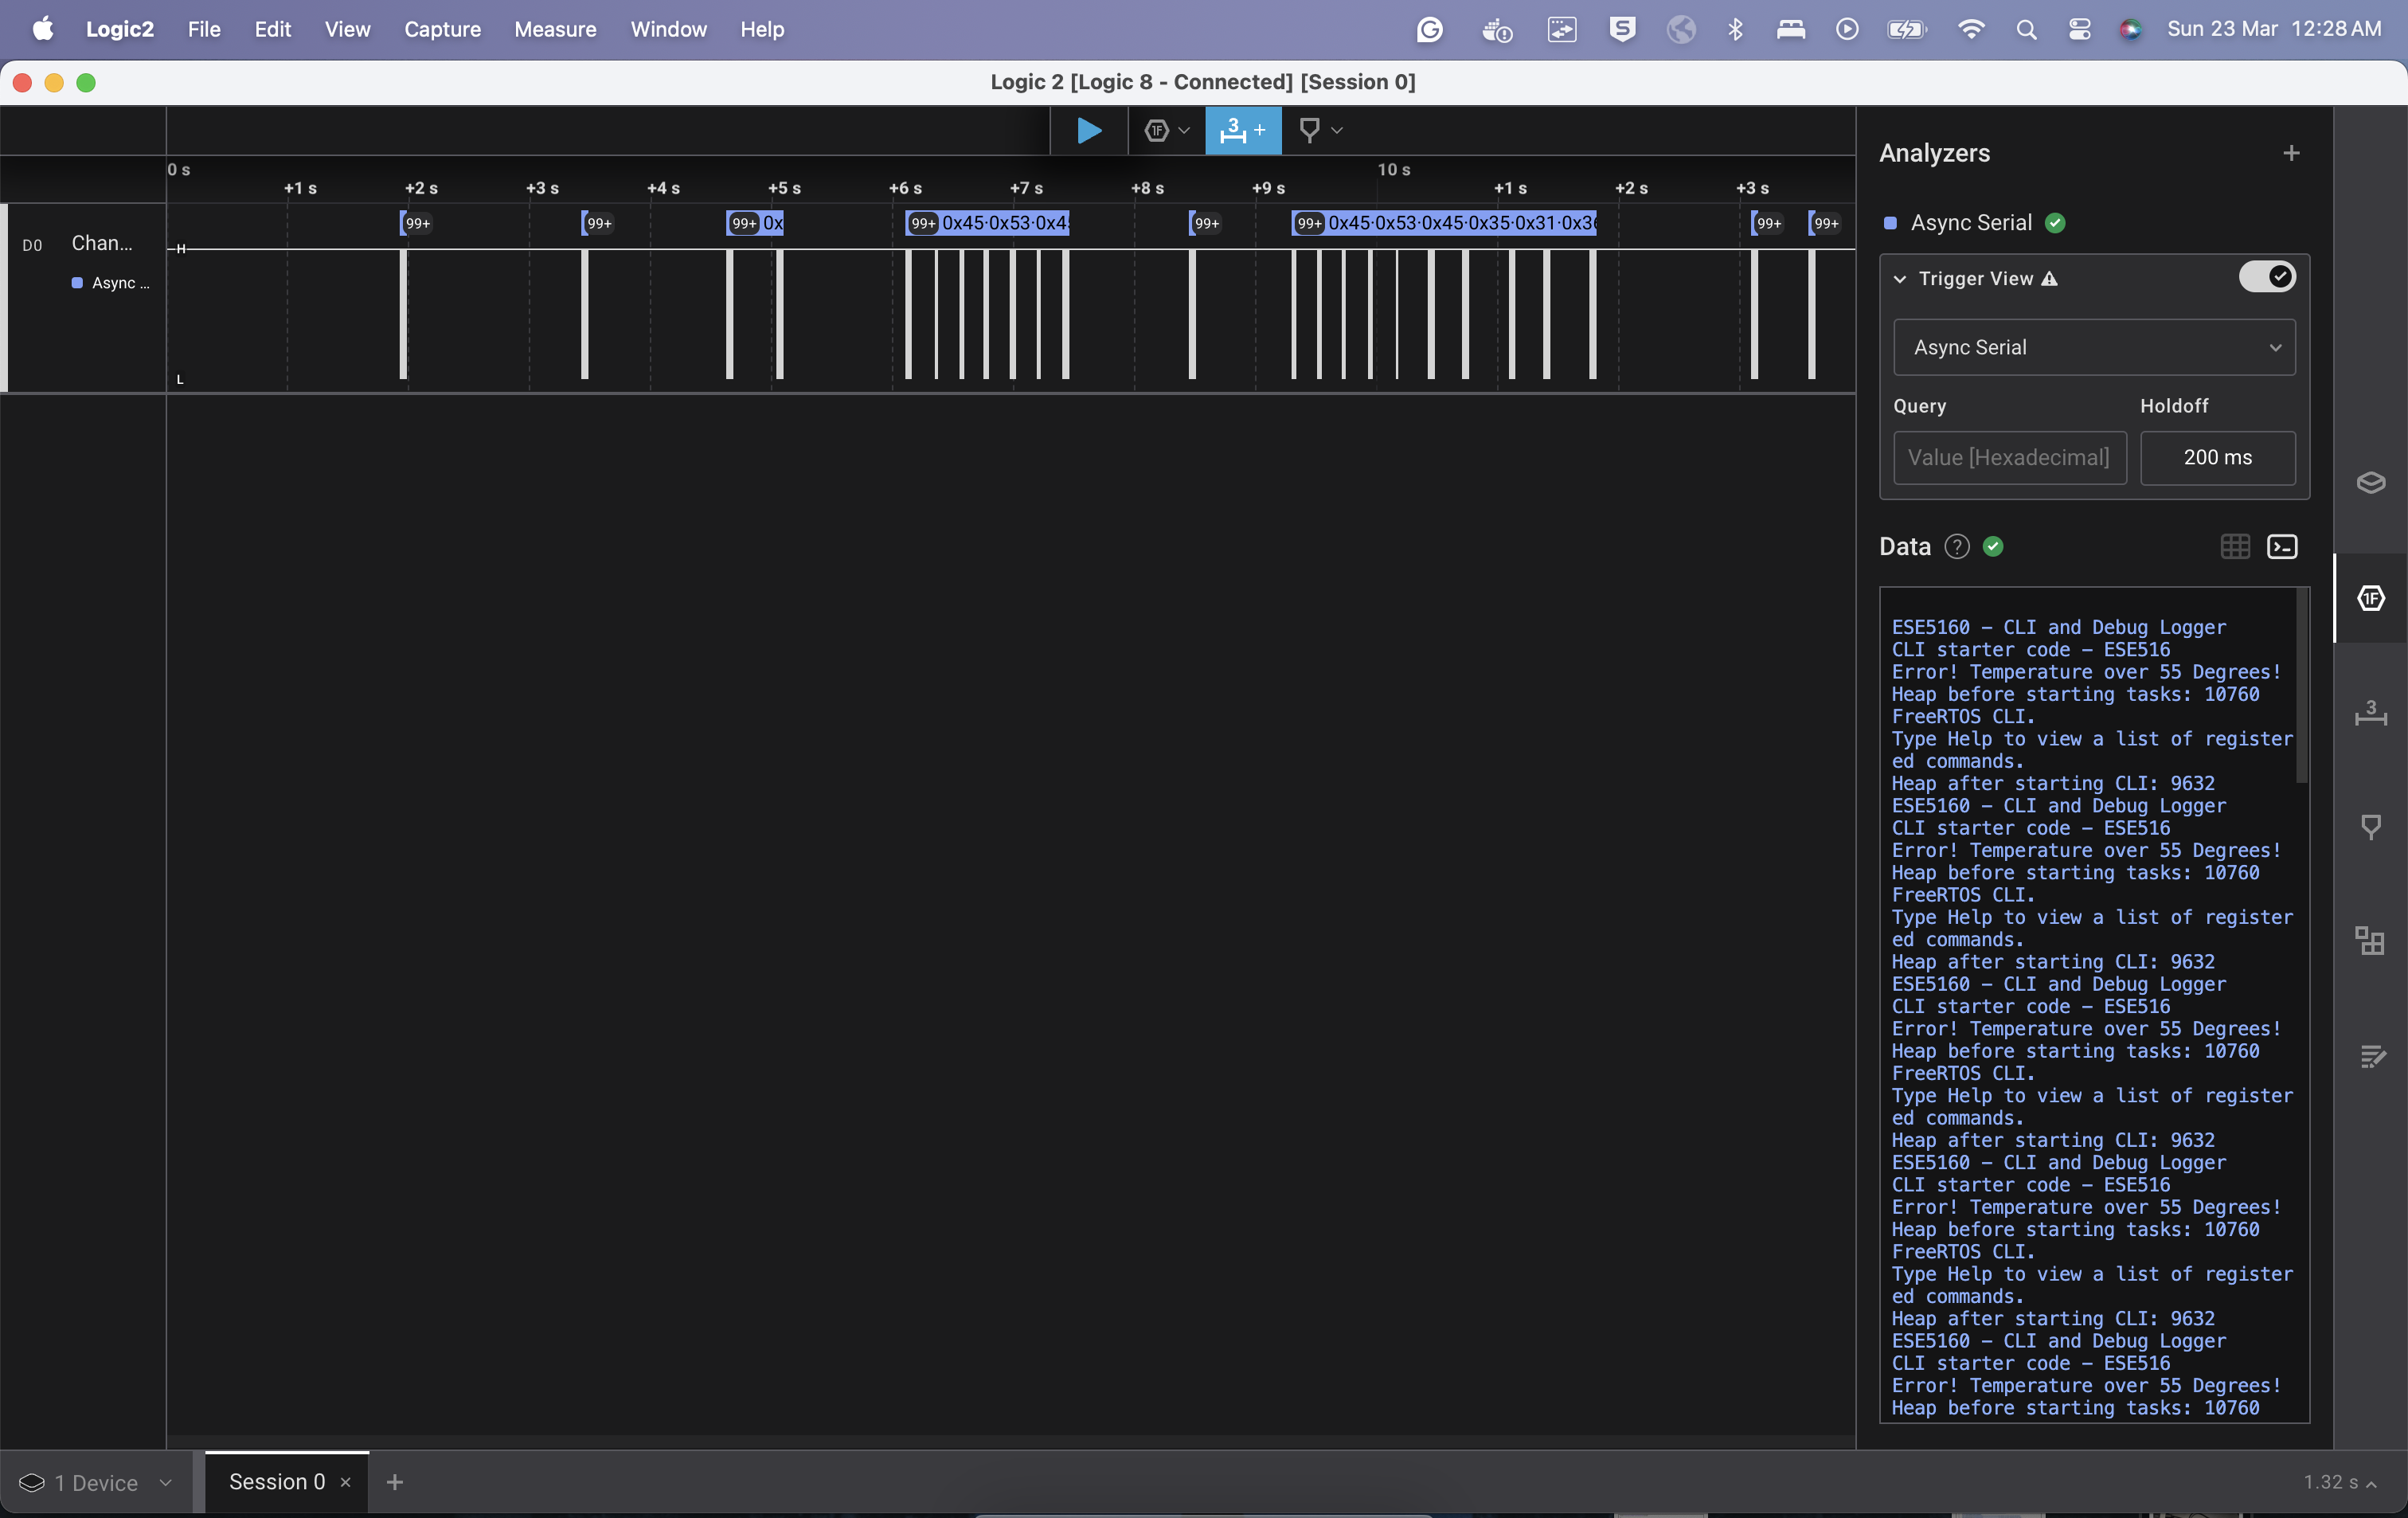 Logic2 File Edit View Capture Measure Window Help Sun 23 Mar 12:28 AM
Logic 2 [Logic 8 - Connected] [Session 0]
0 s 10 s
+1 s +2 s +3 s +4 s +5 s +6 s +7 s +8 s +9 s +1 s +2 s +3 s
D0 Chan...
Async ...
H
L
99+ 99+ 99+ 0x 99+ 0x45·0x53·0x4 99+ 99+ 0x45·0x53·0x45·0x35·0x31·0x36 99+ 99+
Analyzers
Async Serial
Trigger View
Async Serial
Query Holdoff
Value [Hexadecimal] 200 ms
Data
ESE5160 – CLI and Debug Logger
CLI starter code – ESE516
Error! Temperature over 55 Degrees!
Heap before starting tasks: 10760
FreeRTOS CLI.
Type Help to view a list of register
ed commands.
Heap after starting CLI: 9632
ESE5160 – CLI and Debug Logger
CLI starter code – ESE516
Error! Temperature over 55 Degrees!
Heap before starting tasks: 10760
FreeRTOS CLI.
Type Help to view a list of register
ed commands.
Heap after starting CLI: 9632
ESE5160 – CLI and Debug Logger
CLI starter code – ESE516
Error! Temperature over 55 Degrees!
Heap before starting tasks: 10760
FreeRTOS CLI.
Type Help to view a list of register
ed commands.
Heap after starting CLI: 9632
ESE5160 – CLI and Debug Logger
CLI starter code – ESE516
Error! Temperature over 55 Degrees!
Heap before starting tasks: 10760
FreeRTOS CLI.
Type Help to view a list of register
ed commands.
Heap after starting CLI: 9632
ESE5160 – CLI and Debug Logger
CLI starter code – ESE516
Error! Temperature over 55 Degrees!
Heap before starting tasks: 10760
1 Device Session 0 1.32 s